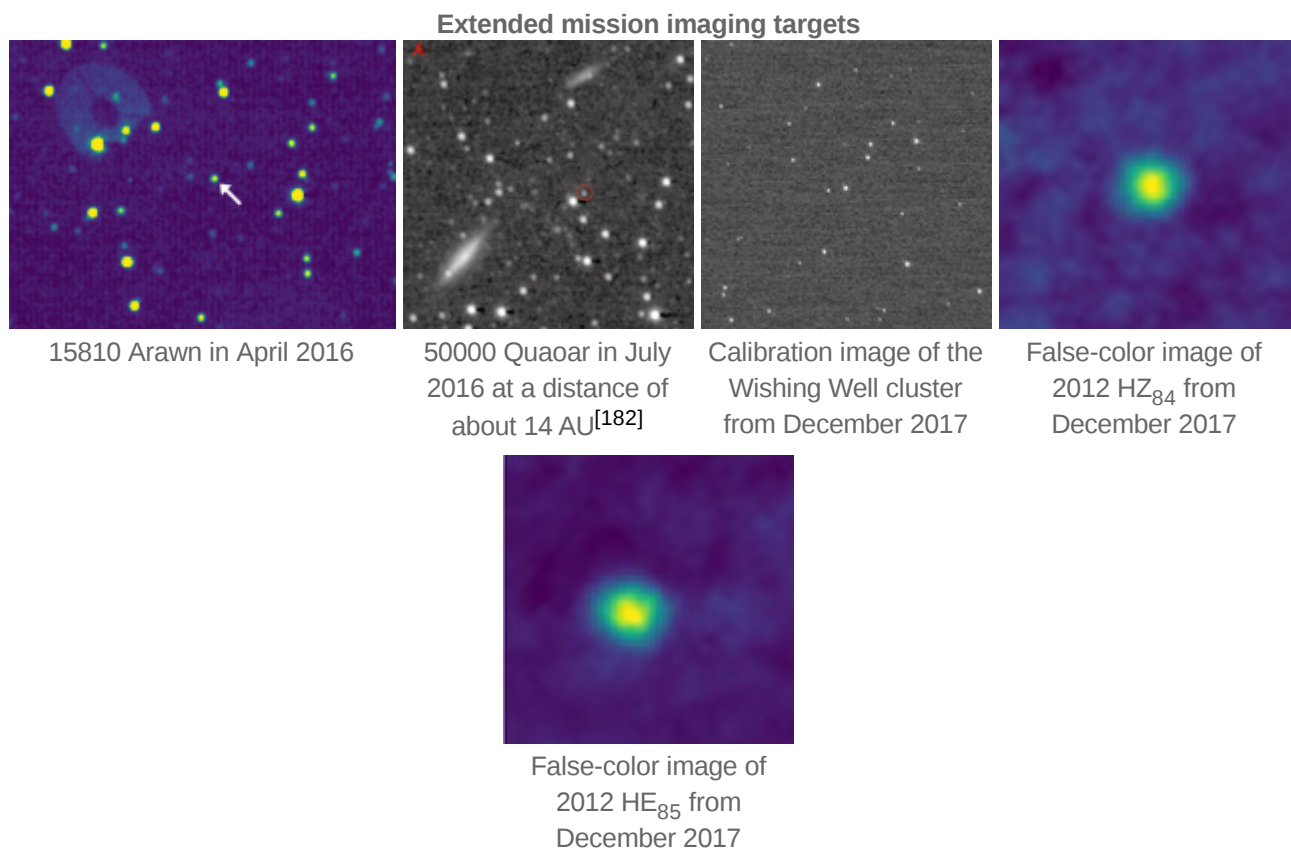 Extended mission imaging targets
A
15810 Arawn in April 2016
50000 Quaoar in July
2016 at a distance of
about 14 AU[182]
Calibration image of the
Wishing Well cluster
from December 2017
False-color image of
2012 HZ84 from
December 2017
False-color image of
2012 HE85 from
December 2017